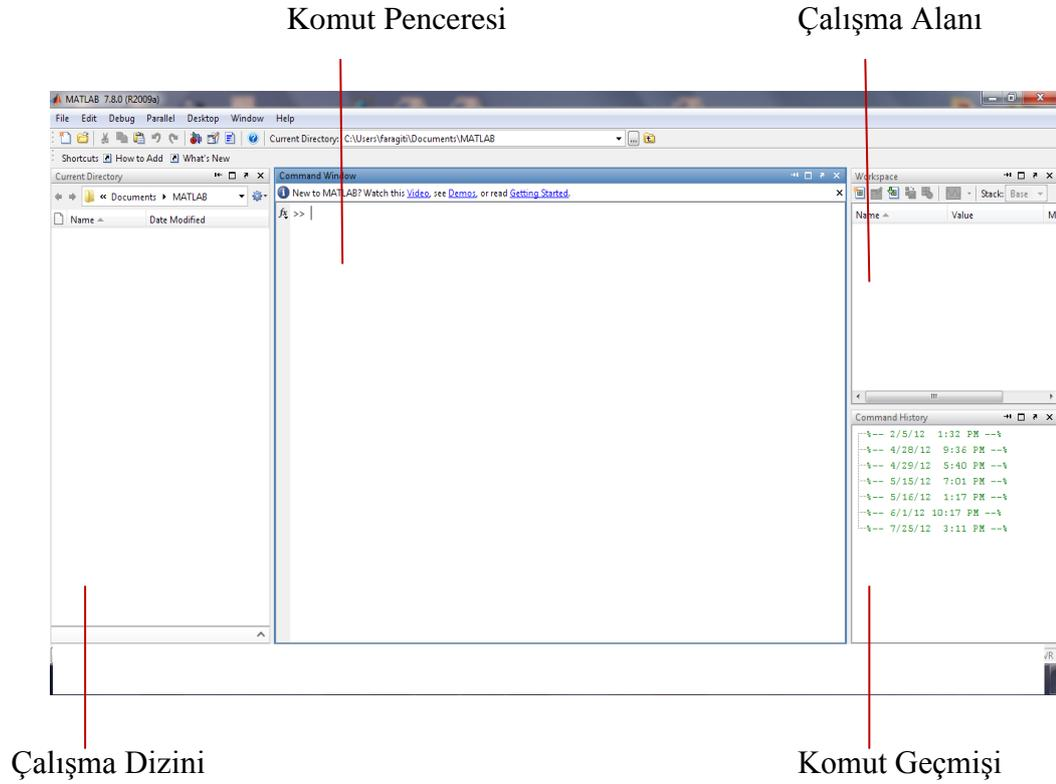 Komut Penceresi
Çalışma Alanı
MATLAB 7.8.0 (R2009a)
File Edit Debug Parallel Desktop Window Help
Current Directory: C:\Users\faragiti\Documents\MATLAB
Shortcuts How to Add What's New
Current Directory
« Documents MATLAB
Name Date Modified
Command Window
New to MATLAB? Watch this Video, see Demos, or read Getting Started.
fx >>
Workspace
Stack: Base
Name Value M
Command History
%-- 2/5/12 1:32 PM --%
%-- 4/28/12 9:36 PM --%
%-- 4/29/12 5:40 PM --%
%-- 5/15/12 7:01 PM --%
%-- 5/16/12 1:17 PM --%
%-- 6/1/12 10:17 PM --%
%-- 7/25/12 3:11 PM --%
VR
Çalışma Dizini
Komut Geçmişi